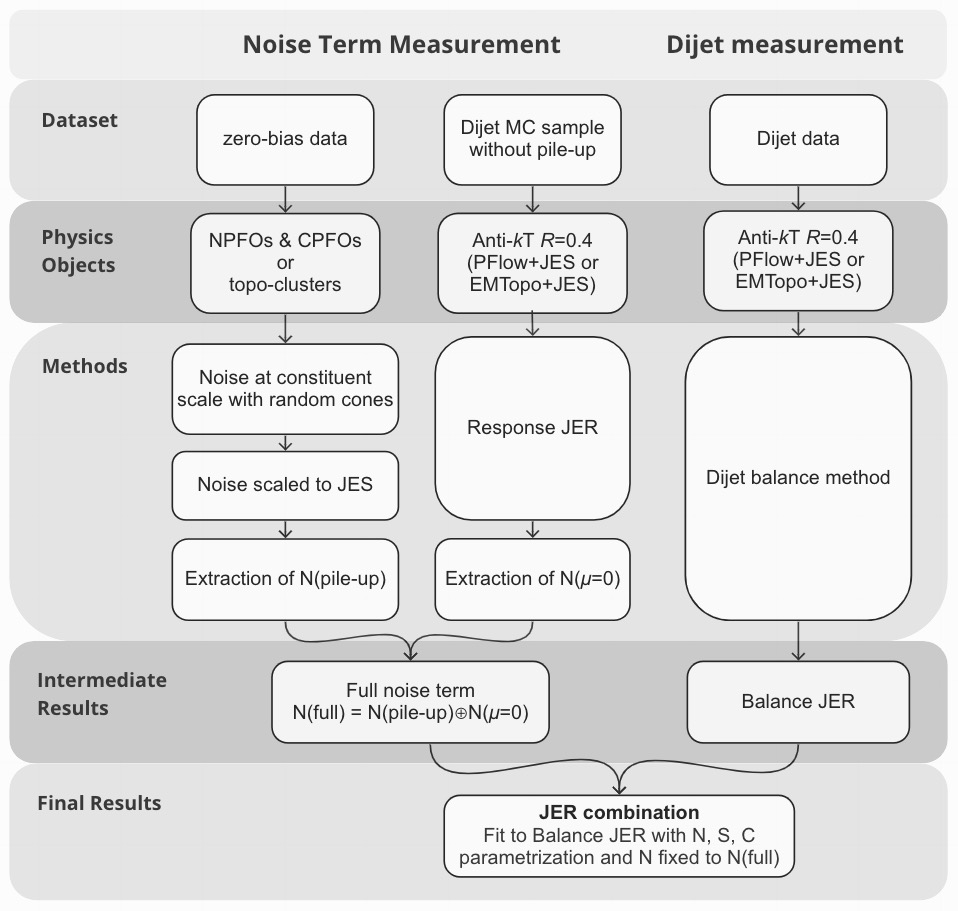 Noise Term Measurement
Dijet measurement
Dataset
zero-bias data
Dijet MC sample
without pile-up
Dijet data
Physics
Objects
NPFOs & CPFOs
or
topo-clusters
Anti-kT R=0.4
(PFlow+JES or
EMTopo+JES)
Anti-kT R=0.4
(PFlow+JES or
EMTopo+JES)
Methods
Noise at constituent
scale with random cones
Noise scaled to JES
Extraction of N(pile-up)
Response JER
Extraction of N(μ=0)
Dijet balance method
Intermediate
Results
Full noise term
N(full) = N(pile-up)⊕N(μ=0)
Balance JER
Final Results
JER combination
Fit to Balance JER with N, S, C
parametrization and N fixed to N(full)